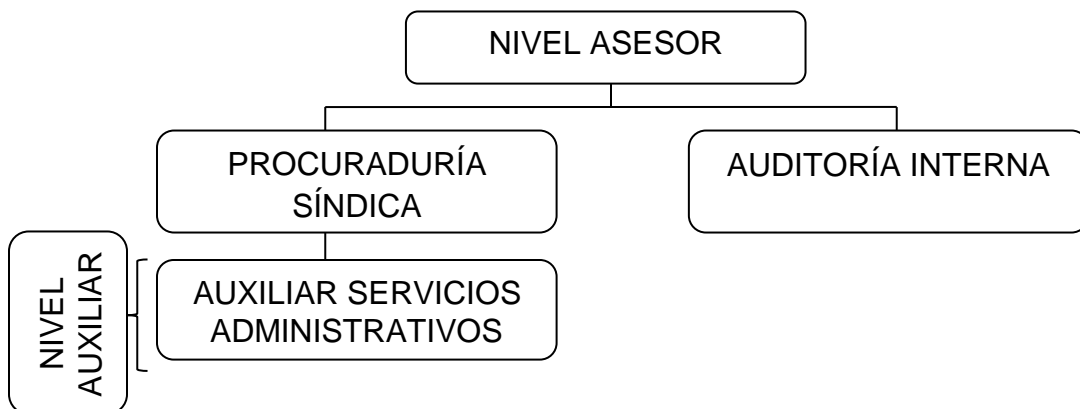 NIVEL ASESOR
PROCURADURÍA
SÍNDICA
AUDITORÍA INTERNA
NIVEL
AUXILIAR
AUXILIAR SERVICIOS
ADMINISTRATIVOS